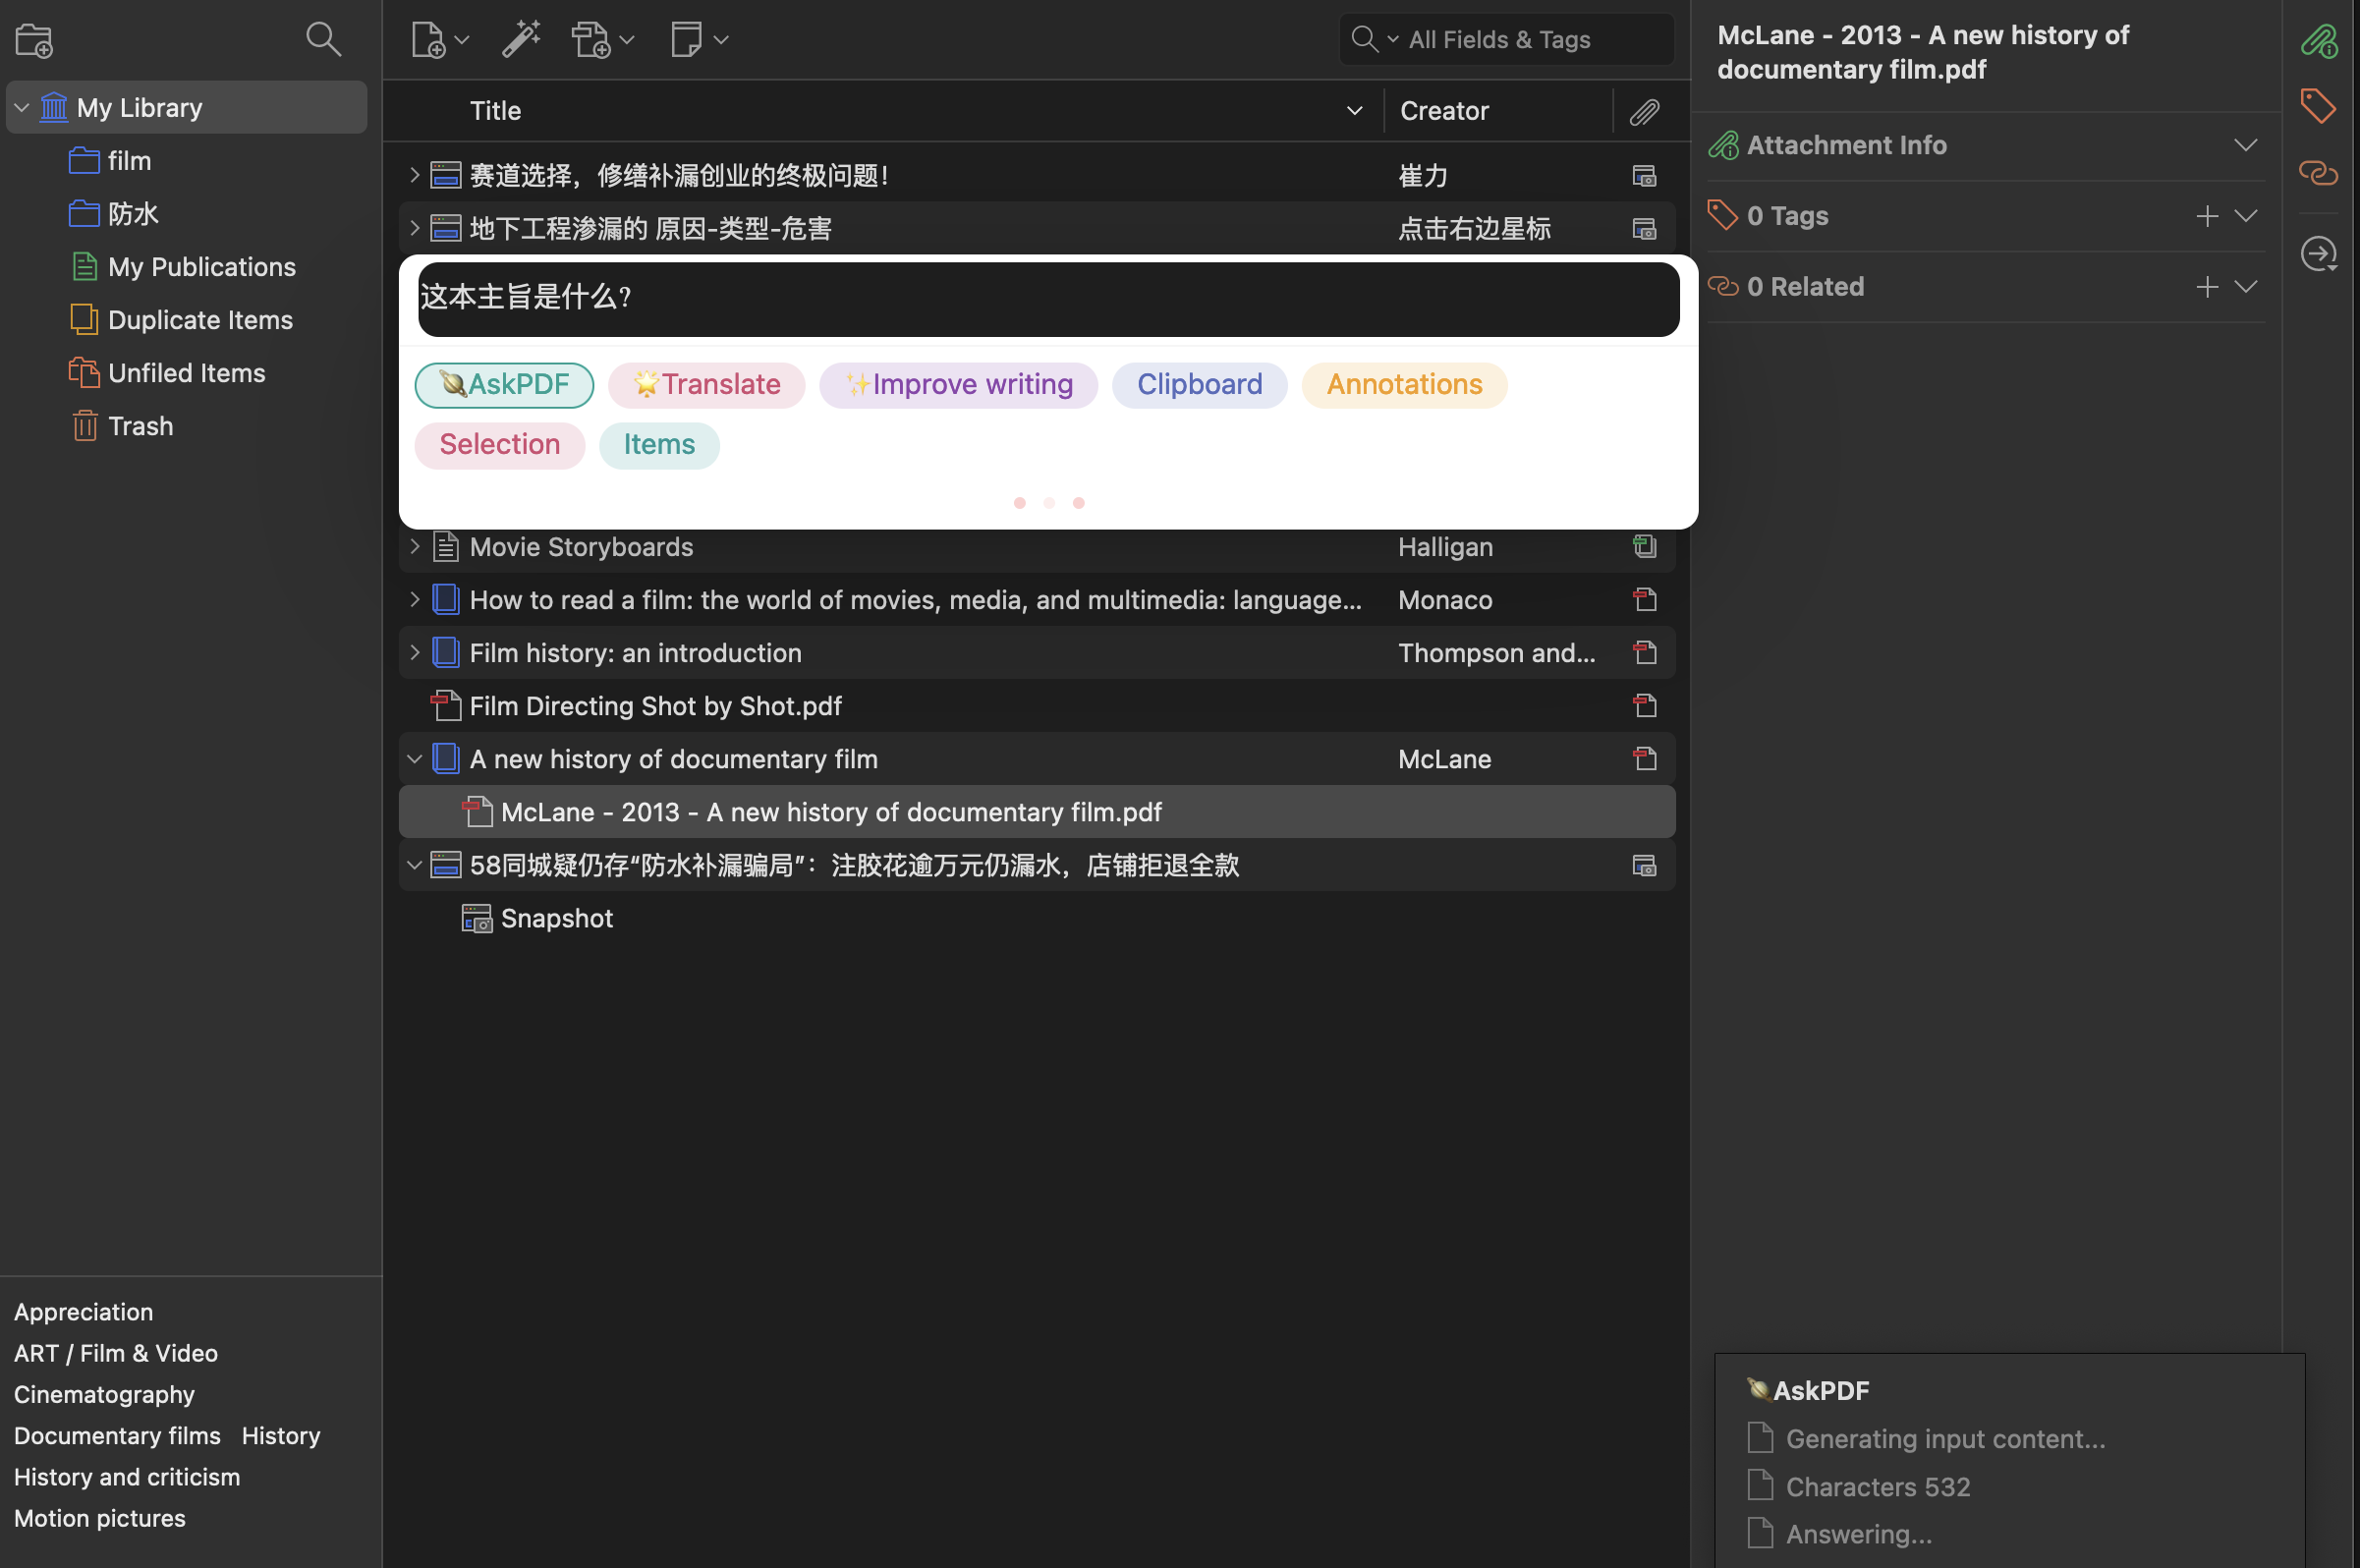 My Library
film
防水
My Publications
Duplicate Items
Unfiled Items
Trash
Appreciation
ART / Film & Video
Cinematography
Documentary films History
History and criticism
Motion pictures
All Fields & Tags
Title Creator
赛道选择，修缮补漏创业的终极问题！ 崔力
地下工程渗漏的 原因-类型-危害 点击右边星标
这本主旨是什么?
AskPDF Translate Improve writing Clipboard Annotations
Selection Items
Movie Storyboards Halligan
How to read a film: the world of movies, media, and multimedia: language... Monaco
Film history: an introduction Thompson and...
Film Directing Shot by Shot.pdf
A new history of documentary film McLane
McLane - 2013 - A new history of documentary film.pdf
58同城疑仍存“防水补漏骗局”：注胶花逾万元仍漏水，店铺拒退全款
Snapshot
McLane - 2013 - A new history of
documentary film.pdf
Attachment Info
0 Tags
0 Related
AskPDF
Generating input content...
Characters 532
Answering...